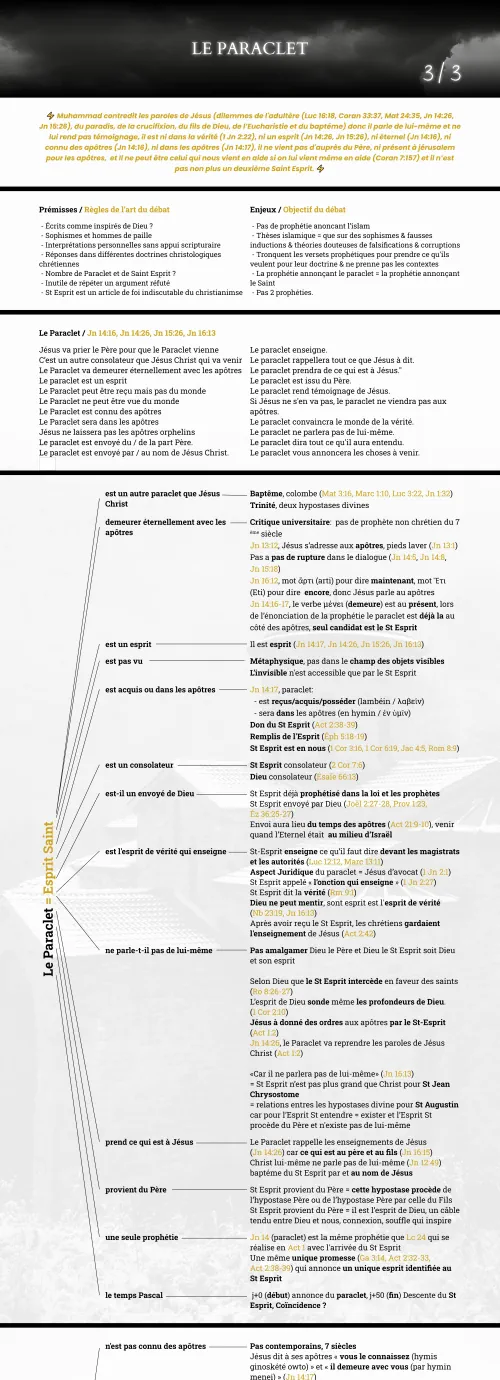 LE PARACLET
3/3
⚡ Muhammad contredit les paroles de Jésus (dilemmes de l'adultère (Luc 16:18, Coran 33:37, Mat 24:35, Jn 14:26,
Jn 15:26), du paradis, de la crucifixion, du fils de Dieu, de l'Eucharistie et du baptême) donc il parle de lui-même et ne
lui rend pas témoignage, il est ni dans la vérité (1 Jn 2:22), ni un esprit (Jn 14:26, Jn 15:26), ni éternel (Jn 14:16), ni
connu des apôtres (Jn 14:16), ni dans les apôtres (Jn 14:17), il ne vient pas d'auprès du Père, ni présent à jérusalem
pour les apôtres, et il ne peut être celui qui nous vient en aide si on lui vient même en aide (Coran 7:157) et il n'est
pas non plus un deuxième Saint Esprit. ⚡
Prémisses / Règles de l'art du débat
- Écrits comme inspirés de Dieu ?
- Sophismes et hommes de paille
- Interprétations personnelles sans appui scripturaire
- Réponses dans différentes doctrines christologiques
chrétiennes
- Nombre de Paraclet et de Saint Esprit ?
- Inutile de répéter un argument réfuté
- St Esprit est un article de foi indiscutable du christianimse
Enjeux / Objectif du débat
- Pas de prophétie anoncant l'islam
- Thèses islamique = que sur des sophismes & fausses
inductions & théories douteuses de falsifications & corruptions
- Tronquent les versets prophétiques pour prendre ce qu'ils
veulent pour leur doctrine & ne prenne pas les contextes
- La prophétie annonçant le paraclet = la prophétie annonçant
le Saint
- Pas 2 prophéties.
Le Paraclet / Jn 14:16, Jn 14:26, Jn 15:26, Jn 16:13
Jésus va prier le Père pour que le Paraclet vienne
C'est un autre consolateur que Jésus Christ qui va venir
Le Paraclet va demeurer éternellement avec les apôtres
Le paraclet est un esprit
Le Paraclet peut être reçu mais pas du monde
Le Paraclet ne peut être vue du monde
Le Paraclet est connu des apôtres
Le Paraclet sera dans les apôtres
Jésus ne laissera pas les apôtres orphelins
Le paraclet est envoyé du / de la part Père.
Le paraclet est envoyé par / au nom de Jésus Christ.
Le paraclet enseigne.
Le paraclet rappellera tout ce que Jésus à dit.
Le paraclet prendra de ce qui est à Jésus."
Le paraclet est issu du Père.
Le paraclet rend témoignage de Jésus.
Si Jésus ne s'en va pas, le paraclet ne viendra pas aux
apôtres.
Le paraclet convaincra le monde de la vérité.
Le paraclet ne parlera pas de lui-même.
Le paraclet dira tout ce qu'il aura entendu.
Le paraclet vous annoncera les choses à venir.
Le Paraclet = Esprit Saint
est un autre paraclet que Jésus
Christ
Baptême, colombe (Mat 3:16, Marc 1:10, Luc 3:22, Jn 1:32)
Trinité, deux hypostases divines
demeurer éternellement avec les
apôtres
Critique universitaire: pas de prophète non chrétien du 7
ème siècle
Jn 13:12, Jésus s'adresse aux apôtres, pieds laver (Jn 13:1)
Pas a pas de rupture dans le dialogue (Jn 14:5, Jn 14:8,
Jn 15:18)
Jn 16:12, mot ἄρτι (arti) pour dire maintenant, mot Ἔτι
(Eti) pour dire encore, donc Jésus parle au apôtres
Jn 14:16-17, le verbe μένει (demeure) est au présent, lors
de l'énonciation de la prophétie le paraclet est déjà la au
côté des apôtres, seul candidat est le St Esprit
est un esprit
Il est esprit (Jn 14:17, Jn 14:26, Jn 15:26, Jn 16:13)
est pas vu
Métaphysique, pas dans le champ des objets visibles
L'invisible n'est accessible que par le St Esprit
est acquis ou dans les apôtres
Jn 14:17, paraclet:
- est reçus/acquis/posséder (lambéin / λαβεῖν)
- sera dans les apôtres (en hymin / ἐν ὑμῖν)
Don du St Esprit (Act 2:38-39)
Remplis de l'Esprit (Éph 5:18-19)
St Esprit est en nous (1 Cor 3:16, 1 Cor 6:19, Jac 4:5, Rom 8:9)
est un consolateur
St Esprit consolateur (2 Cor 7:6)
Dieu consolateur (Esaïe 66:13)
est-il un envoyé de Dieu
St Esprit déjà prophétisé dans la loi et les prophètes
St Esprit envoyé par Dieu (Joël 2:27-28, Prov 1:23,
Ez 36:25-27)
Envoi aura lieu du temps des apôtres (Act 21:9-10), venir
quand l'Eternel était au milieu d'Israël
est l'esprit de vérité qui enseigne
St-Esprit enseigne ce qu'il faut dire devant les magistrats
et les autorités (Luc 12:12, Marc 13:11)
Aspect Juridique du paraclet = Jésus d'avocat (1 Jn 2:1)
St Esprit appelé « l'onction qui enseigne » (1 Jn 2:27)
St Esprit dit la vérité (Rm 9:1)
Dieu ne peut mentir, sont esprit est l'esprit de vérité
(Nb 23:19, Ju 16:13)
Après avoir reçu le St Esprit, les chrétiens gardaient
l'enseignement de Jésus (Act 2:42)
ne parle-t-il pas de lui-même
Pas amalgamer Dieu le Père et Dieu le St Esprit soit Dieu
et son esprit
Selon Dieu que le St Esprit intercède en faveur des saints
(Ro 8:26-27)
L'esprit de Dieu sonde même les profondeurs de Dieu.
(1 Cor 2:10)
Jésus à donné des ordres aux apôtres par le St-Esprit
(Act 1:2)
Jn 14:26, le Paraclet va reprendre les paroles de Jésus
Christ (Act 1:2)
«Car il ne parlera pas de lui-même» (Jn 16:13)
= St Esprit n'est pas plus grand que Christ pour St Jean
Chrysostome
= relations entres les hypostases divine pour St Augustin
car pour l'Esprit St entendre = exister et l'Esprit St
procède du Père et n'existe pas de lui-même
prend ce qui est à Jésus
Le Paraclet rappelle les enseignements de Jésus
(Jn 14:26) car ce qui est au père et au fils (Jn 16:15)
Christ lui-même ne parle pas de lui-même (Jn 12:49)
baptême du St Esprit par et au nom de Jésus
provient du Père
St Esprit provient du Père = cette hypostase procède de
l'hypostase Père ou de l'hypostase Père par celle du Fils
St Esprit provient du Père = il est l'esprit de Dieu, un câble
tendu entre Dieu et nous, connexion, souffle qui inspire
une seule prophétie
Jn 14 (paraclet) est la même prophétie que Lc 24 qui se
réalise en Act 1 avec l'arrivée du St Esprit
Une même unique promesse (Ga 3:14, Act 2:32-33,
Act 2:38-39) qui annonce un unique esprit identifiée au
St Esprit
le temps Pascal
j+0 (début) annonce du paraclet, j+50 (fin) Descente du St
Esprit, Coïncidence ?
n'est pas connu des apôtres
Pas contemporains, 7 siècles
Jésus dit à ses apôtres « vous le connaissez (hymis
ginoskété owto) » et « il demeure avec vous (par hymin
menei) » (Jn 14:17)